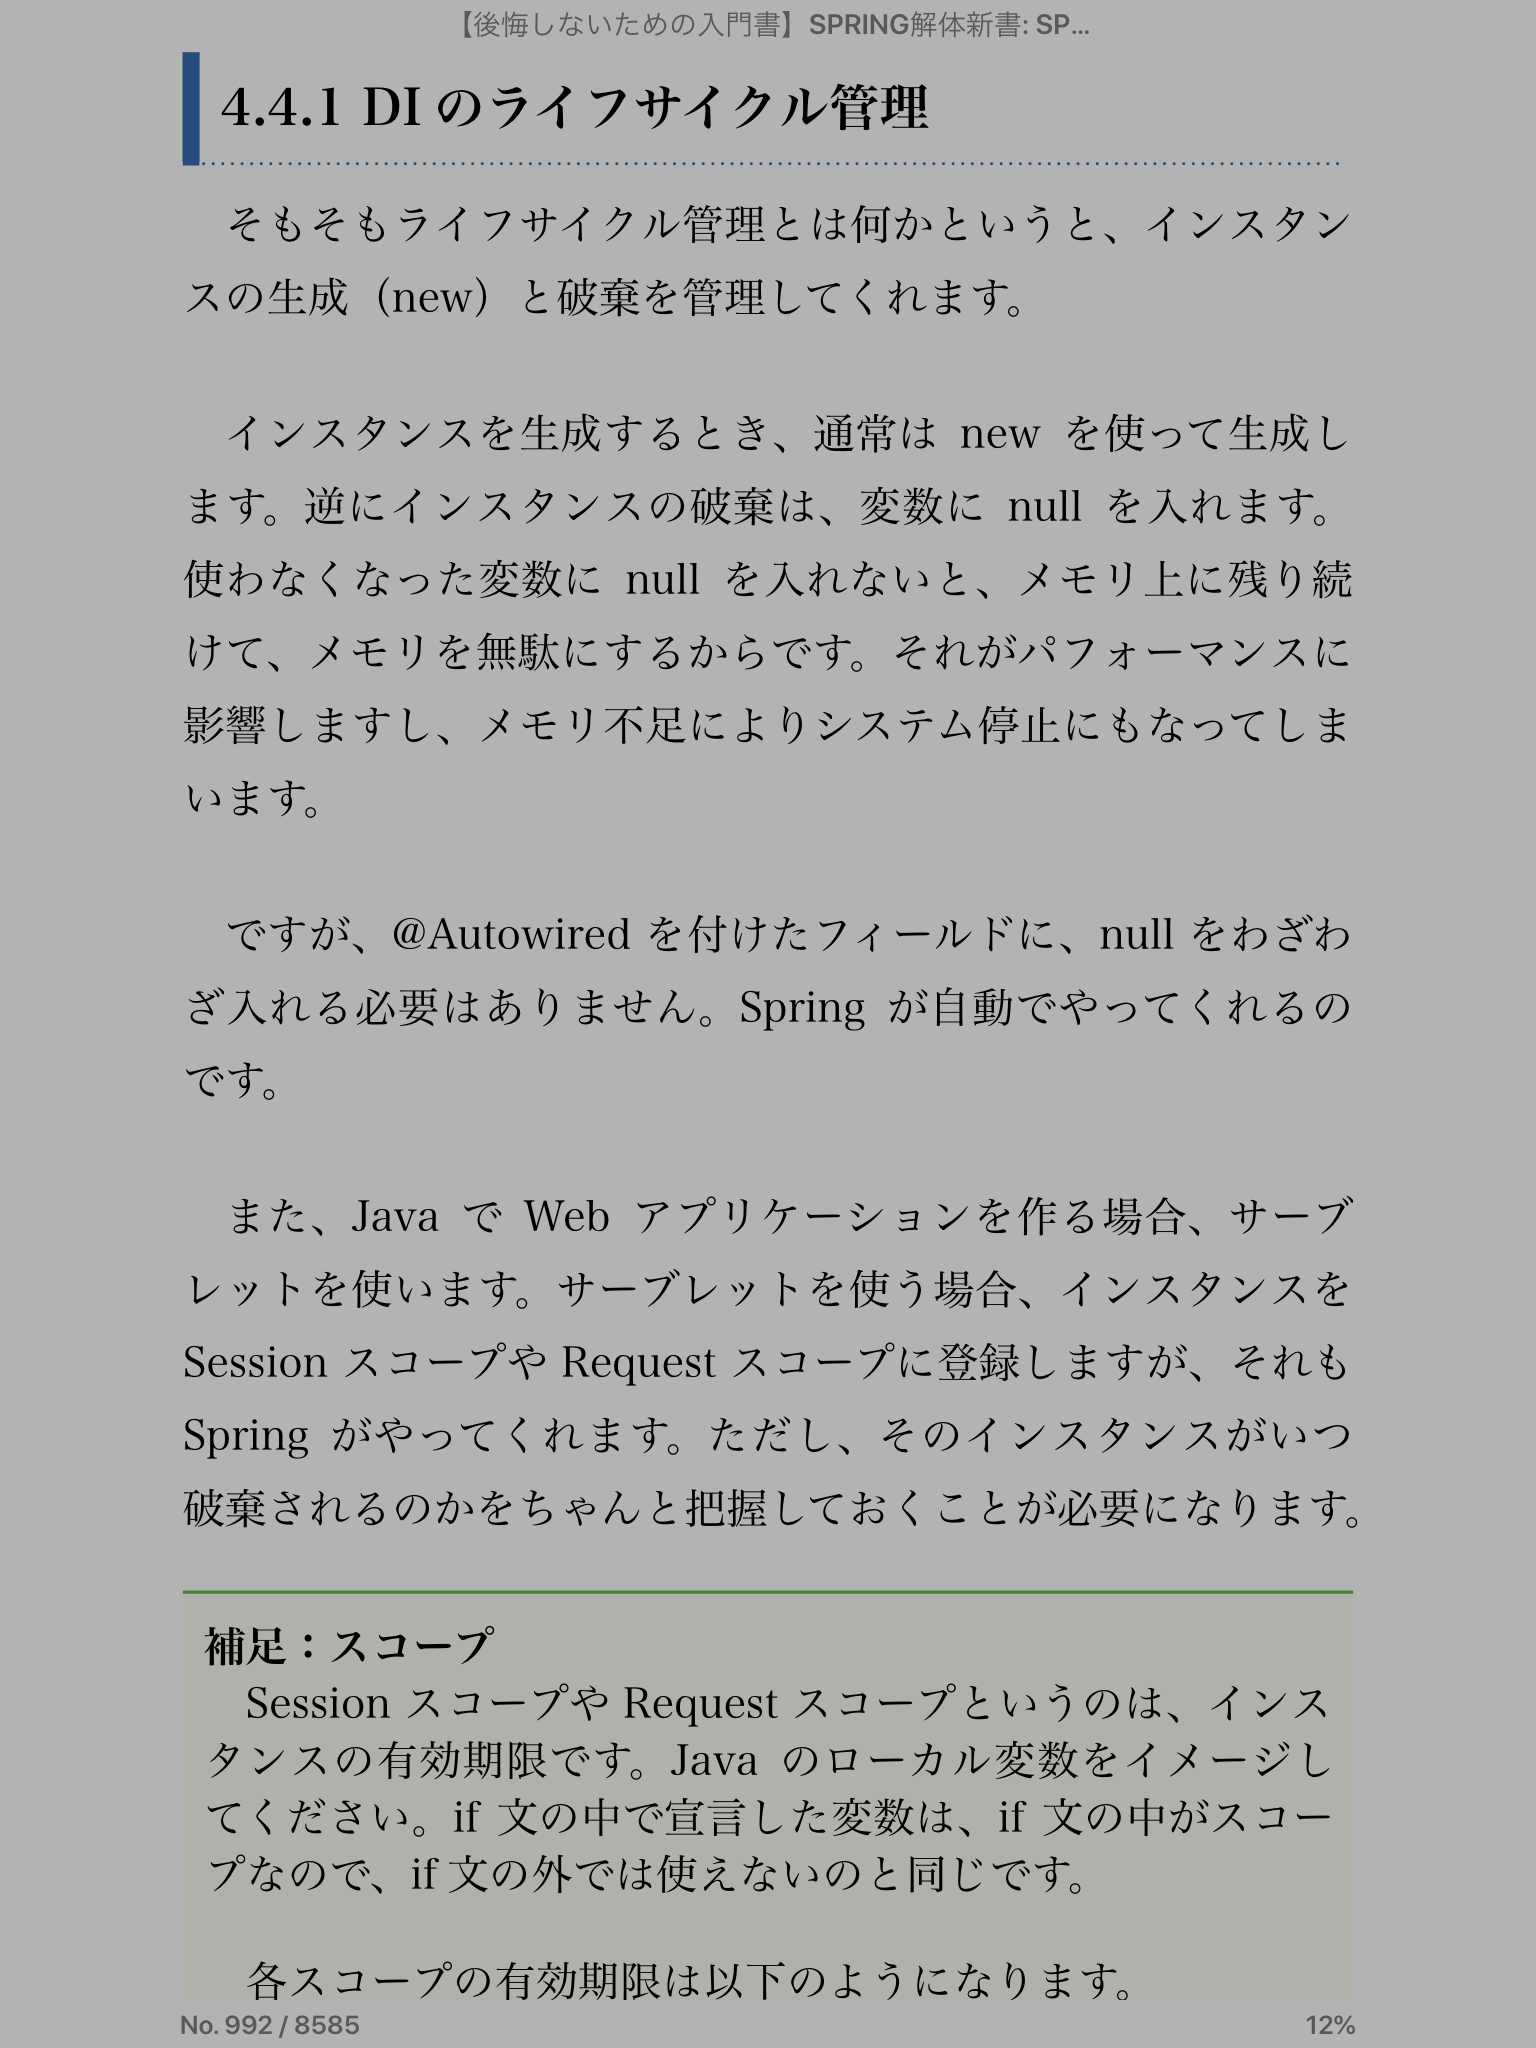 【後悔しないための入門書】SPRING解体新書: SP...
4.4.1 DI のライフサイクル管理
そもそもライフサイクル管理とは何かというと、インスタン
スの生成（new）と破棄を管理してくれます。
インスタンスを生成するとき、通常は new を使って生成し
ます。逆にインスタンスの破棄は、変数に null を入れます。
使わなくなった変数に null を入れないと、メモリ上に残り続
けて、メモリを無駄にするからです。それがパフォーマンスに
影響しますし、メモリ不足によりシステム停止にもなってしま
います。
ですが、@Autowired を付けたフィールドに、null をわざわ
ざ入れる必要はありません。Spring が自動でやってくれるの
です。
また、Java で Web アプリケーションを作る場合、サーブ
レットを使います。サーブレットを使う場合、インスタンスを
Session スコープや Request スコープに登録しますが、それも
Spring がやってくれます。ただし、そのインスタンスがいつ
破棄されるのかをちゃんと把握しておくことが必要になります。
補足：スコープ
Session スコープや Request スコープというのは、インス
タンスの有効期限です。Java のローカル変数をイメージし
てください。if 文の中で宣言した変数は、if 文の中がスコー
プなので、if 文の外では使えないのと同じです。
各スコープの有効期限は以下のようになります。
No. 992 / 8585
12%